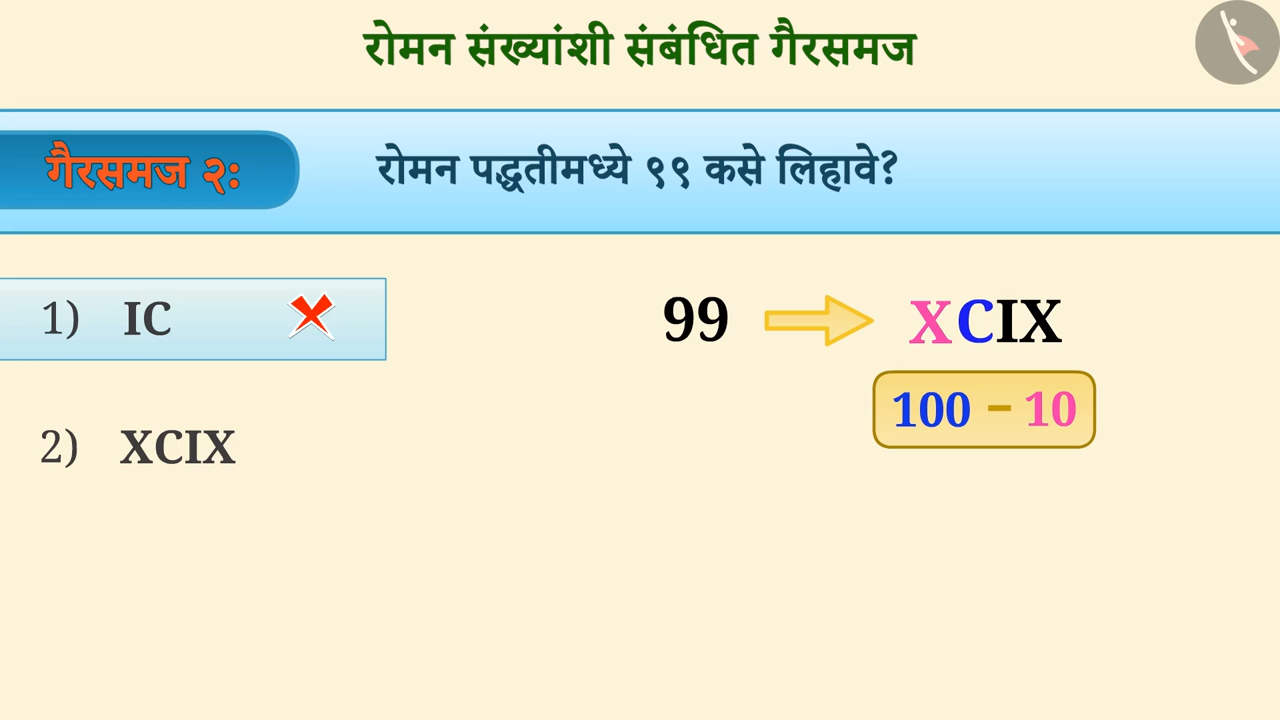 रोमन संख्यांशी संबंधित गैरसमज
गैरसमज २:
रोमन पद्धतीमध्ये ९९ कसे लिहावे?
1) IC
99 XCIX
100 – 10
2) XCIX